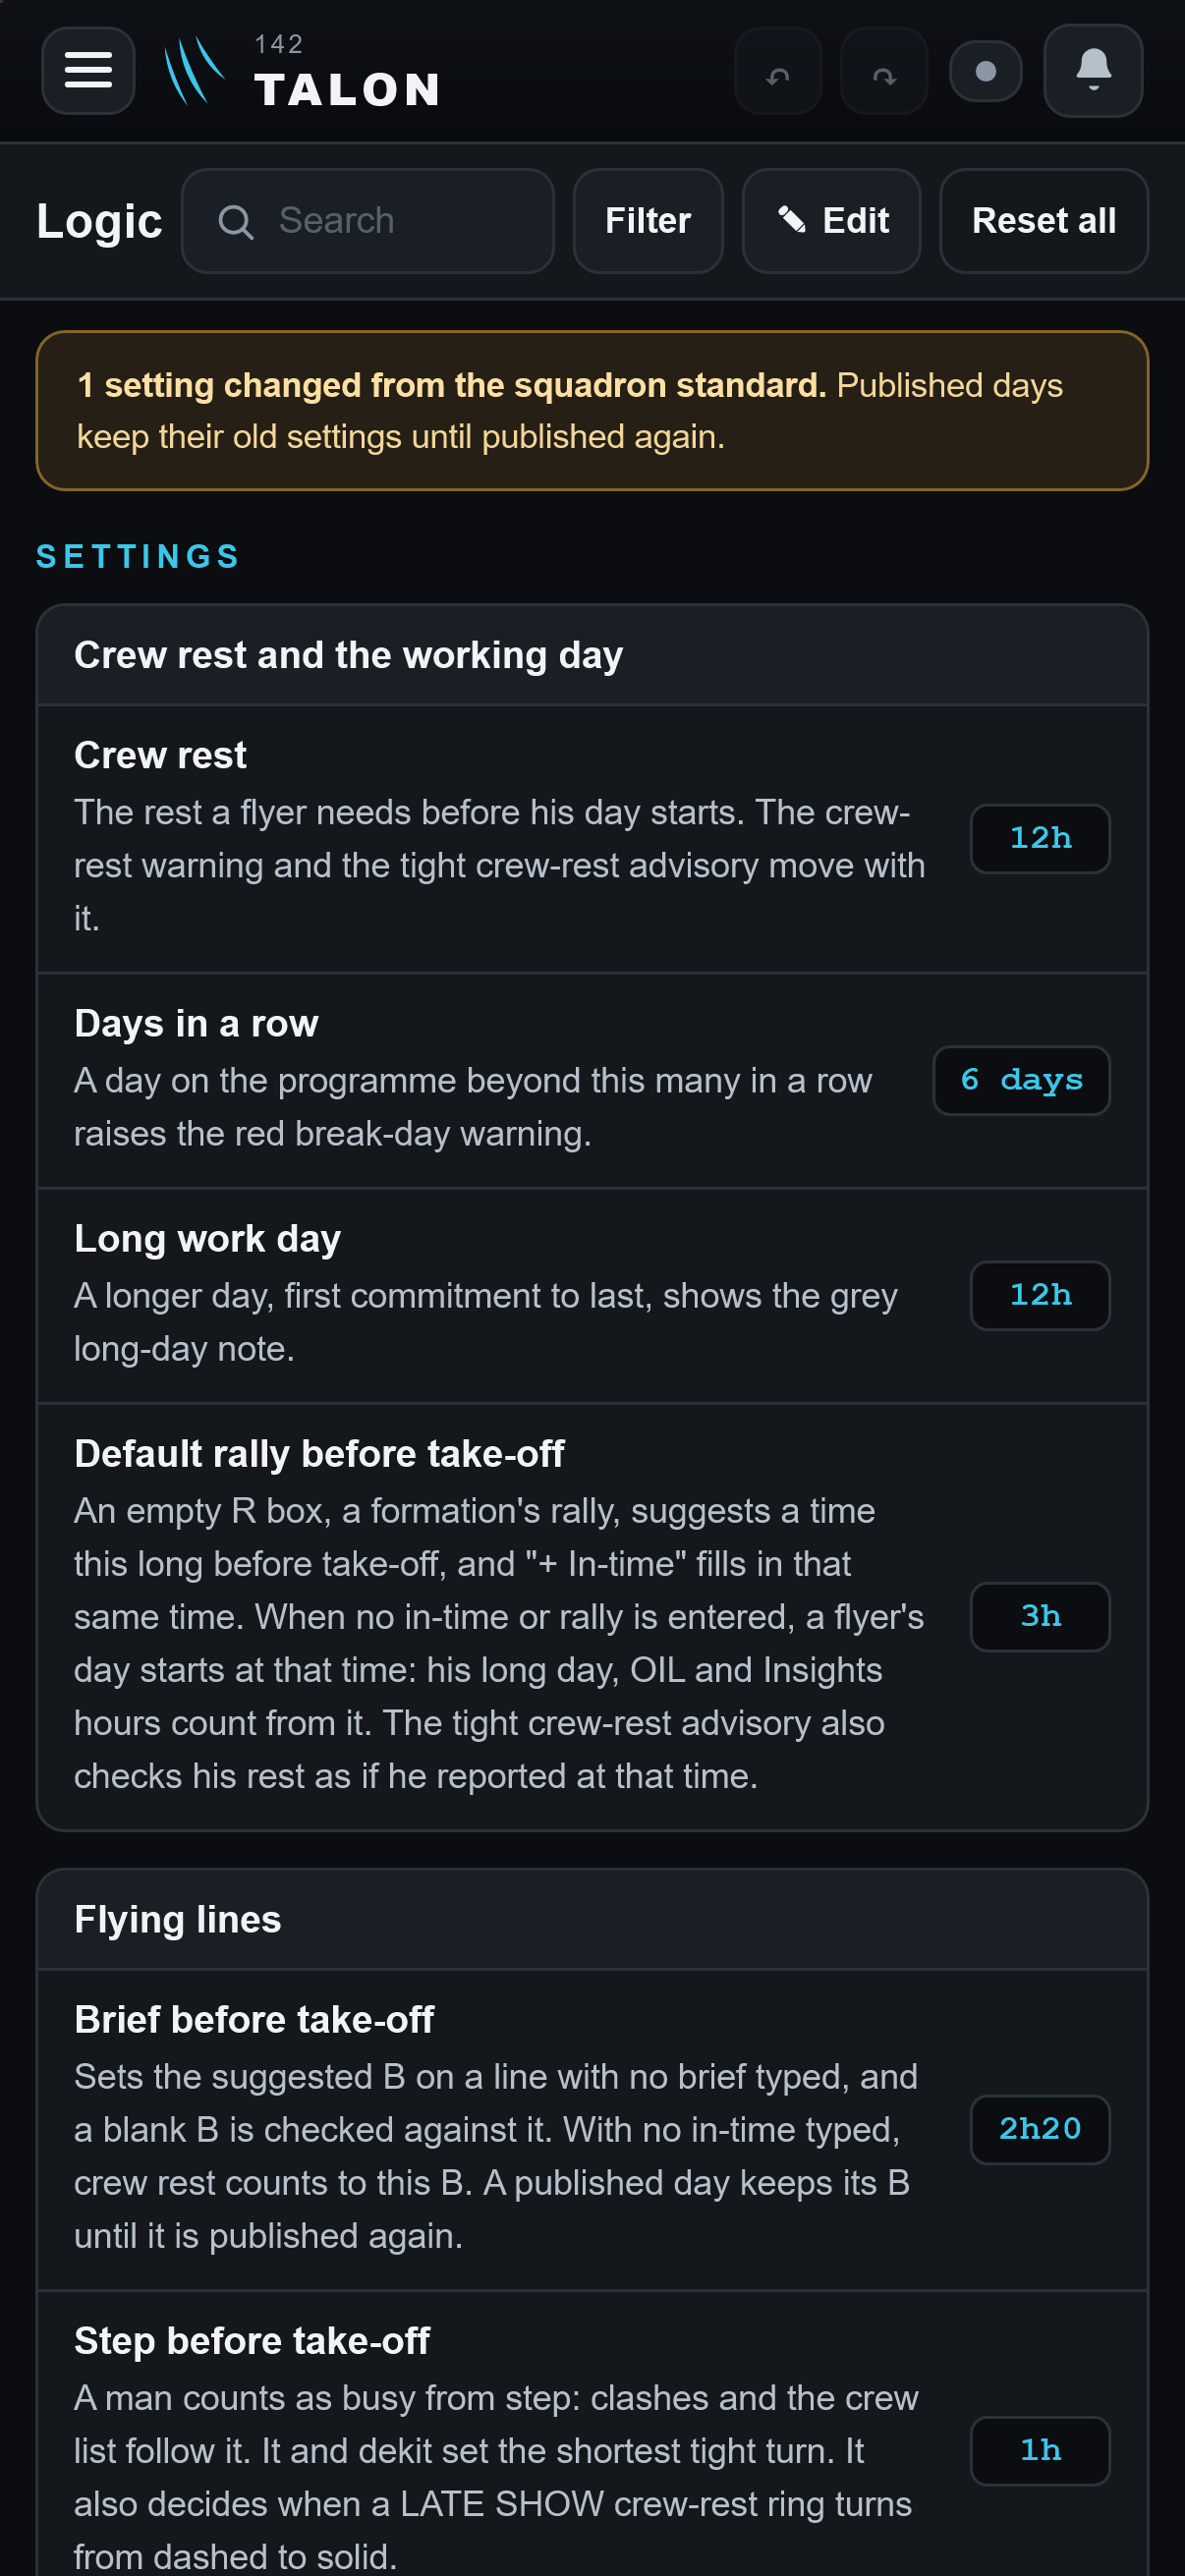 142
TALON
Logic
Search
Filter
Edit
Reset all
1 setting changed from the squadron standard. Published days
keep their old settings until published again.
SETTINGS
Crew rest and the working day
Crew rest
The rest a flyer needs before his day starts. The crew-
rest warning and the tight crew-rest advisory move with
it.
12h
Days in a row
A day on the programme beyond this many in a row
raises the red break-day warning.
6 days
Long work day
A longer day, first commitment to last, shows the grey
long-day note.
12h
Default rally before take-off
An empty R box, a formation's rally, suggests a time
this long before take-off, and "+ In-time" fills in that
same time. When no in-time or rally is entered, a flyer's
day starts at that time: his long day, OIL and Insights
hours count from it. The tight crew-rest advisory also
checks his rest as if he reported at that time.
3h
Flying lines
Brief before take-off
Sets the suggested B on a line with no brief typed, and
a blank B is checked against it. With no in-time typed,
crew rest counts to this B. A published day keeps its B
until it is published again.
2h20
Step before take-off
A man counts as busy from step: clashes and the crew
list follow it. It and dekit set the shortest tight turn. It
also decides when a LATE SHOW crew-rest ring turns
from dashed to solid.
1h